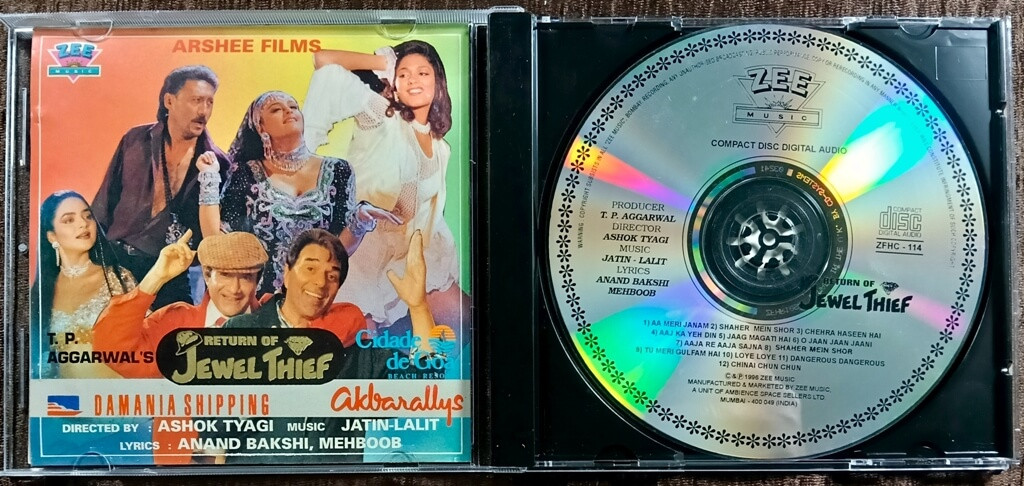 ZEE
MUSIC
ARSHEE FILMS
T. P.
AGGARWAL'S
RETURN OF
JEWEL THIEF
Cidade
de Goa
BEACH RESO
DAMANIA SHIPPING
akbarallys
DIRECTED BY : ASHOK TYAGI MUSIC JATIN-LALIT
LYRICS : ANAND BAKSHI, MEHBOOB
ZEE
MUSIC
COMPACT DISC DIGITAL AUDIO
PRODUCER
T. P. AGGARWAL
DIRECTOR
ASHOK TYAGI
MUSIC
JATIN - LALIT
LYRICS
ANAND BAKSHI
MEHBOOB
COMPACT
disc
DIGITAL AUDIO
ZFHC - 114
RETURN OF
JEWEL THIEF
1) AA MERI JANAM 2) SHAHER MEIN SHOR 3) CHEHRA HASEEN HAI
4) AAJ KA YEH DIN 5) JAAG MAGATI HAI 6) O JAAN JAAN JAANI
7) AAJA RE AAJA SAJNA 8) SHAHER MEIN SHOR
9) TU MERI GULFAM HAI 10) LOYE LOYE 11) DANGEROUS DANGEROUS
12) CHINAI CHUN CHUN
C & P 1996 ZEE MUSIC
MANUFACTURED & MARKETED BY ZEE MUSIC,
A UNIT OF AMBIENCE SPACE SELLERS LTD.
MUMBAI - 400 049 (INDIA)